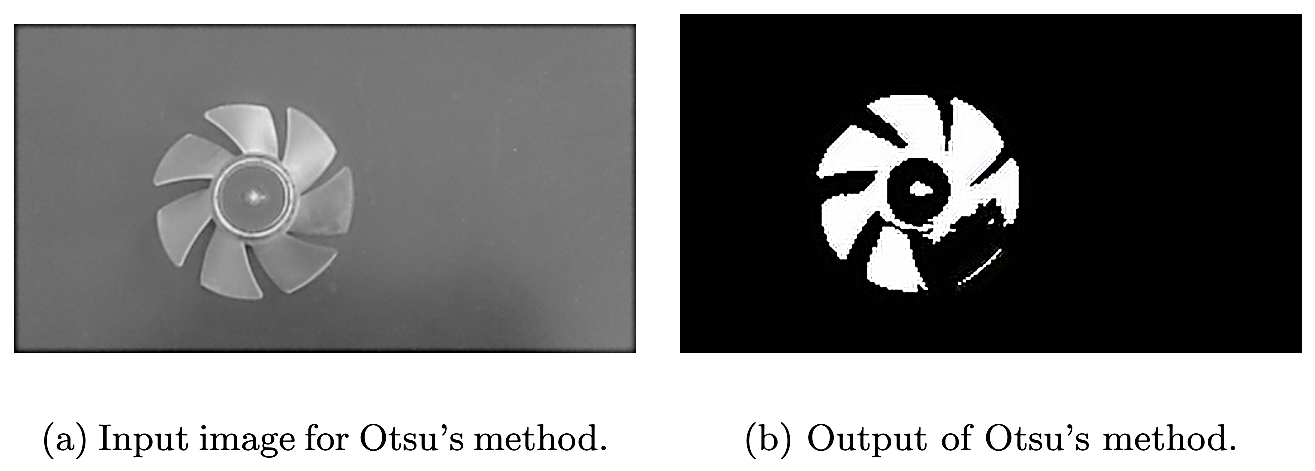 (a) Input image for Otsu's method.
(b) Output of Otsu's method.